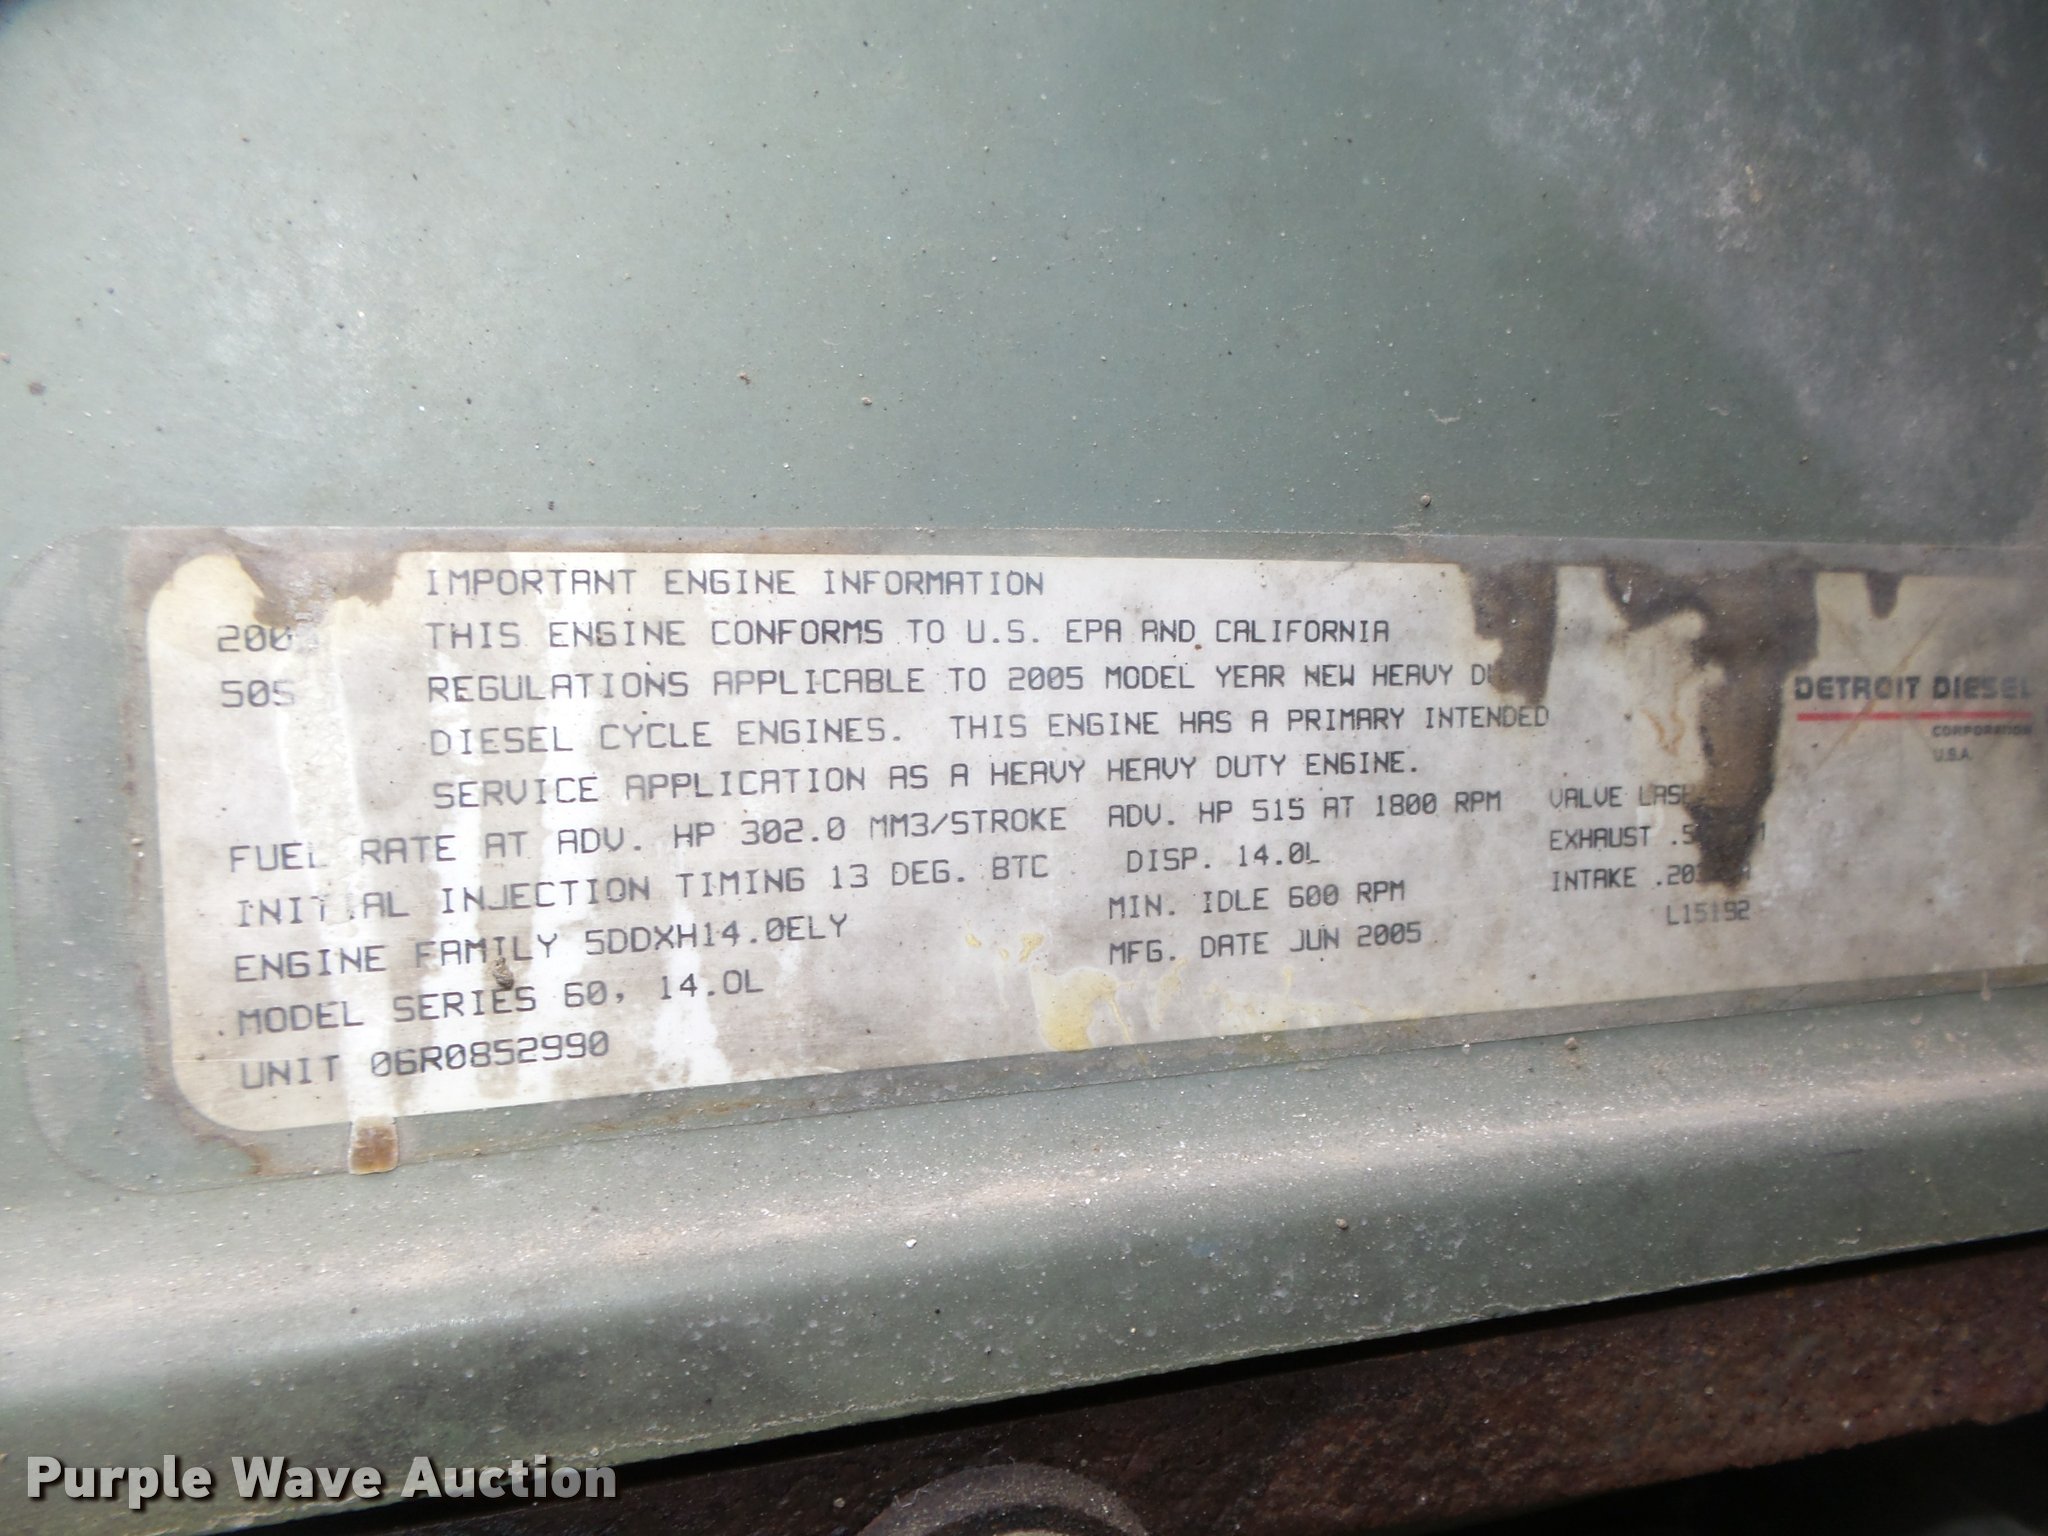 IMPORTANT ENGINE INFORMATION
THIS ENGINE CONFORMS TO U.S. EPA AND CALIFORNIA
505 REGULATIONS APPLICABLE TO 2005 MODEL YEAR NEW HEAVY
DIESEL CYCLE ENGINES. THIS ENGINE HAS A PRIMARY INTENDED
SERVICE APPLICATION AS A HEAVY HEAVY DUTY ENGINE.
FUEL RATE AT ADV. HP 302.0 MM3/STROKE ADV. HP 515 AT 1800 RPM VALVE LASH
INITIAL INJECTION TIMING 13 DEG. BTC DISP. 14.0L EXHAUST
ENGINE FAMILY 5DDXH14.0ELY MIN. IDLE 600 RPM INTAKE
MODEL SERIES 60, 14.0L MFG. DATE JUN 2005 L15192
UNIT 06R0852990
DETROIT DIESEL
CORPORATION
U.S.A.
Purple Wave Auction